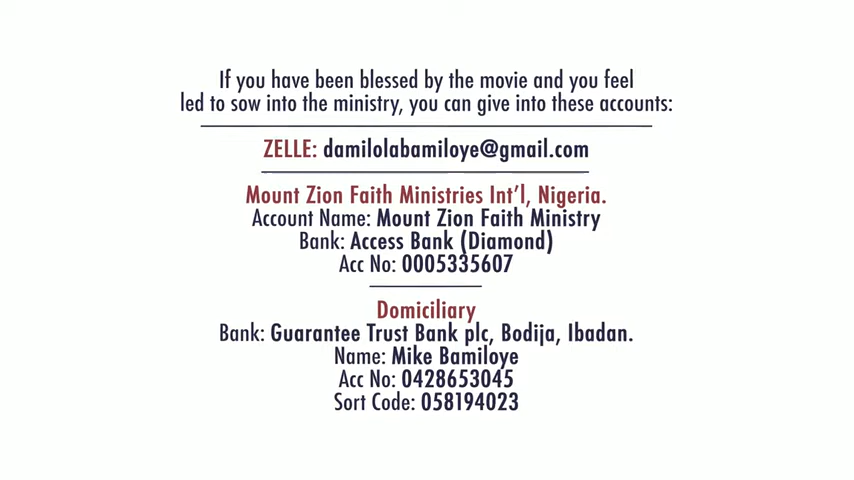 If you have been blessed by the movie and you feel
led to sow into the ministry, you can give into these accounts:
ZELLE: damilolabamiloye@gmail.com
Mount Zion Faith Ministries Int'l, Nigeria.
Account Name: Mount Zion Faith Ministry
Bank: Access Bank (Diamond)
Acc No: 0005335607
Domiciliary
Bank: Guarantee Trust Bank plc, Bodija, Ibadan.
Name: Mike Bamiloye
Acc No: 0428653045
Sort Code: 058194023